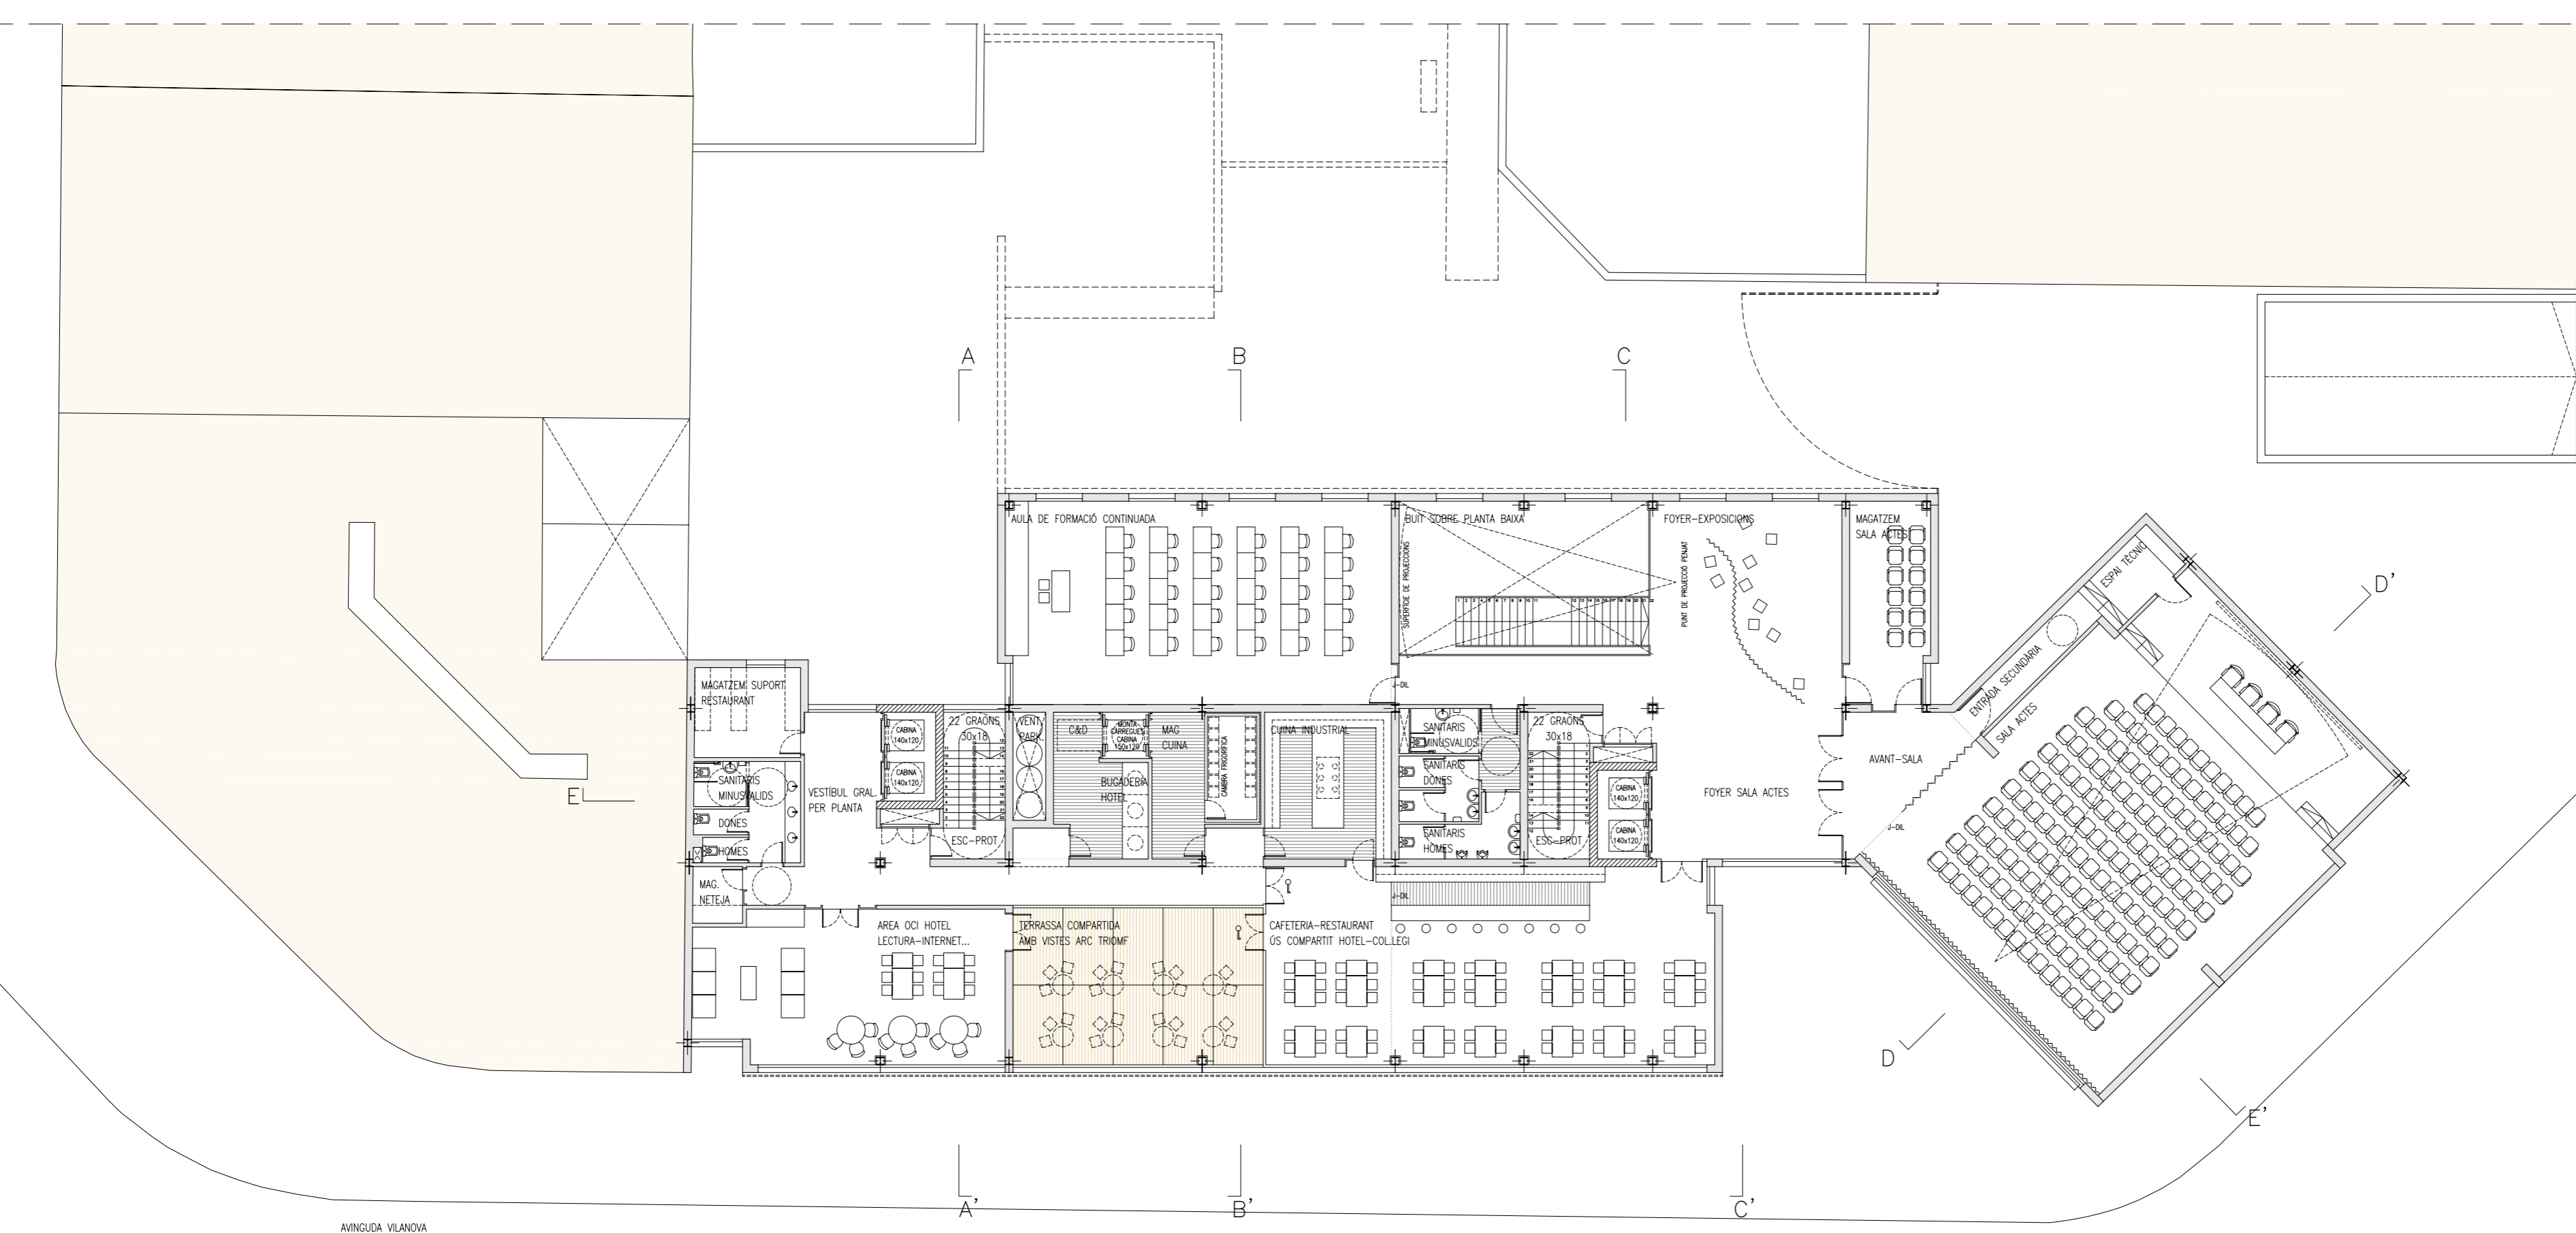 A
B
C
AULA DE FORMACIÓ CONTINUADA
BUIT SOBRE PLANTA BAIXA
FOYER-EXPOSICIONS
MAGATZEM
SALA ACTES
SUPERFÍCIE DE PROJECCIONS
PUNT DE PROJECCIÓ PENJAT
ESPAI TÈCNIC
D'
ENTRADA SECUNDÀRIA
SALA ACTES
MAGATZEM SUPORT
RESTAURANT
J-DIL
22 GRAONS
30x18
VENT.
PARK.
C&D
MONTA
CARREGUES
CABINA
150x120
MAG
CUINA
CAMBRA FRIGORÍFICA
CUINA INDUSTRIAL
SANITARIS
MINUSVALIDS
22 GRAONS
30x18
CABINA
140x120
CABINA
140x120
SANITARIS
MINUSVALIDS
DONES
HOMES
VESTÍBUL GRAL.
PER PLANTA
BUGADERIA
HOTEL
SANITARIS
DONES
SANITARIS
HOMES
ESC-PROT
ESC-PROT
CABINA
140x120
CABINA
140x120
FOYER SALA ACTES
AVANT-SALA
J-DIL
E
MAG.
NETEJA
AREA OCI HOTEL
LECTURA-INTERNET...
TERRASSA COMPARTIDA
AMB VISTES ARC TRIOMF
CAFETERIA-RESTAURANT
ÚS COMPARTIT HOTEL-COL.LEGI
J-DIL
D
E'
A'
B'
C'
AVINGUDA VILANOVA